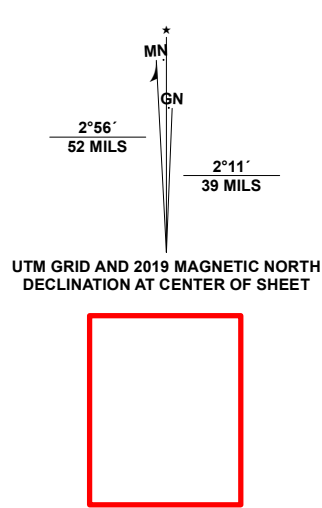 ★
MN
GN
2°56´
52 MILS
2°11´
39 MILS
UTM GRID AND 2019 MAGNETIC NORTH
DECLINATION AT CENTER OF SHEET